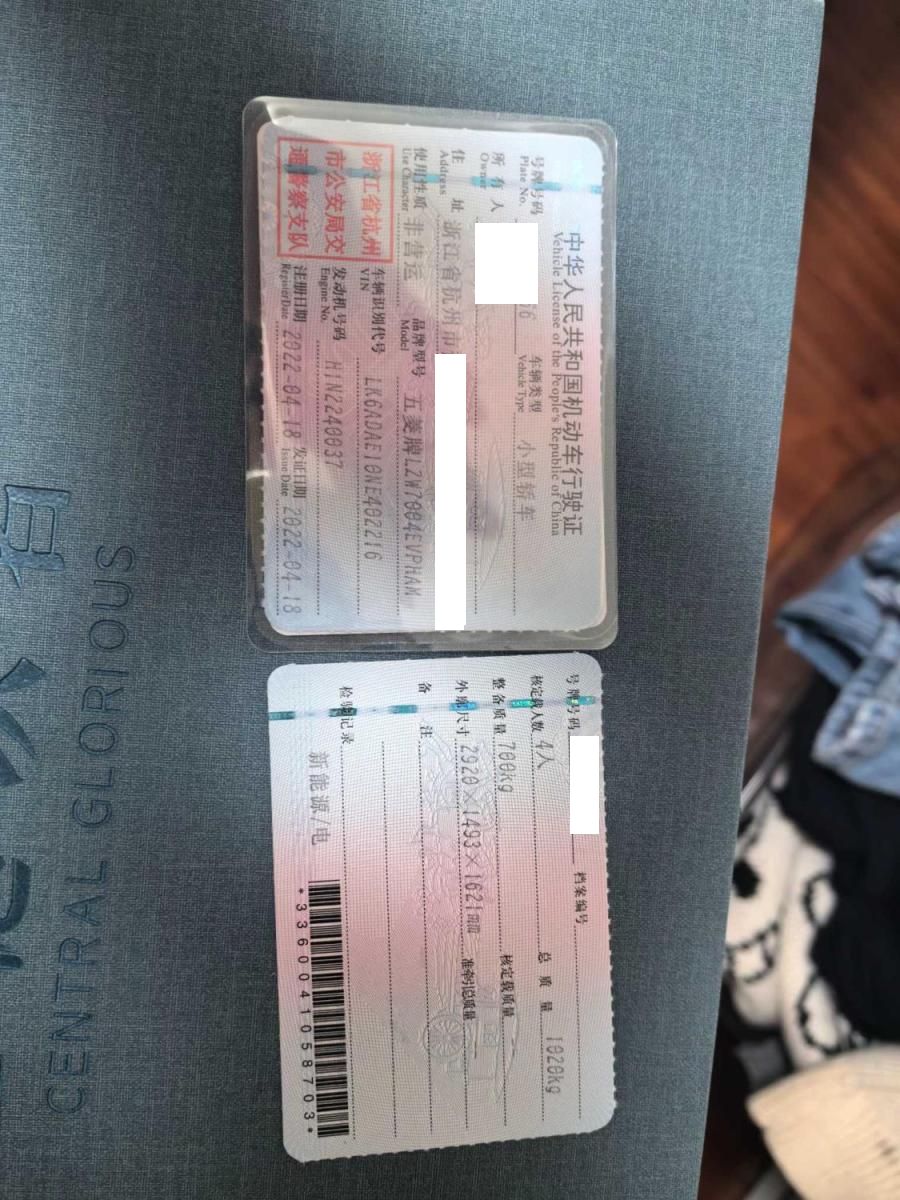 中华人民共和国机动车行驶证
Vehicle License of the People's Republic of China
号牌号码 26 车辆类型 小型轿车
Plate No. Vehicle Type
所有人
Owner
住址 浙江省杭州市
Address
使用性质 非营运 品牌型号 五菱牌LZW7004EVPHAM
Use Character Model
浙江省杭州
市公安局交
通警察支队
车辆识别代号 LK6ADAE10NE402216
VIN
发动机号码 H1N2240037
Engine No.
注册日期 2022-04-18 发证日期 2022-04-18
Register Date Issue Date
号牌号码 档案编号
核定载人数 4人 总质量 1020kg
整备质量 700kg 核定载质量
外廓尺寸 2920×1493×1621mm 准牵引总质量
备注
检验记录
新能源/电
*3360041058703*
CENTRAL GLORIOUS